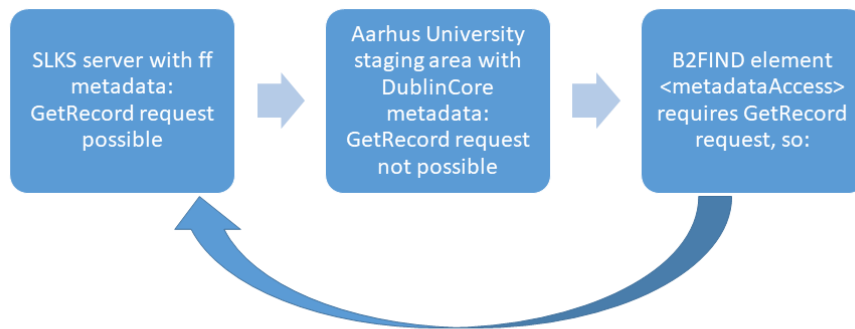 SLKS server with ff
metadata:
GetRecord request
possible
Aarhus University
staging area with
DublinCore
metadata:
GetRecord request
not possible
B2FIND element
<metadataAccess>
requires GetRecord
request, so: